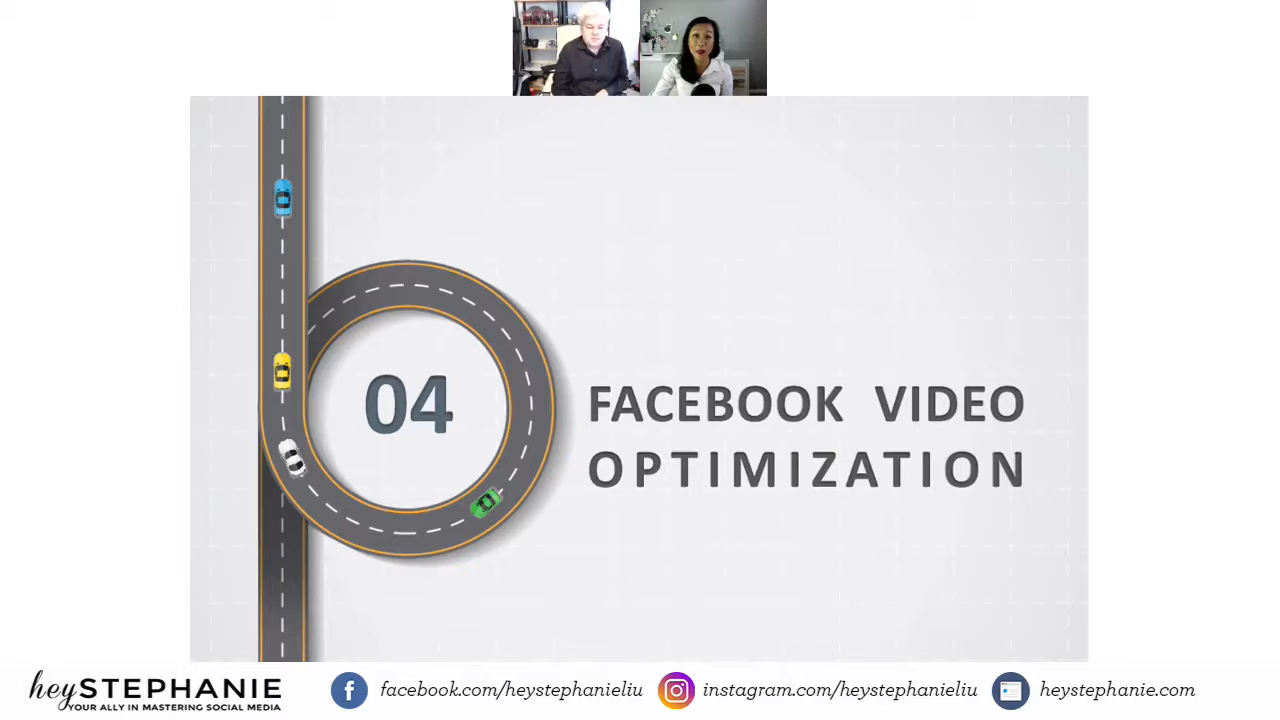 04
FACEBOOK VIDEO
OPTIMIZATION
heySTEPHANIE
YOUR ALLY IN MASTERING SOCIAL MEDIA
facebook.com/heystephanieliu
instagram.com/heystephanieliu
heystephanie.com